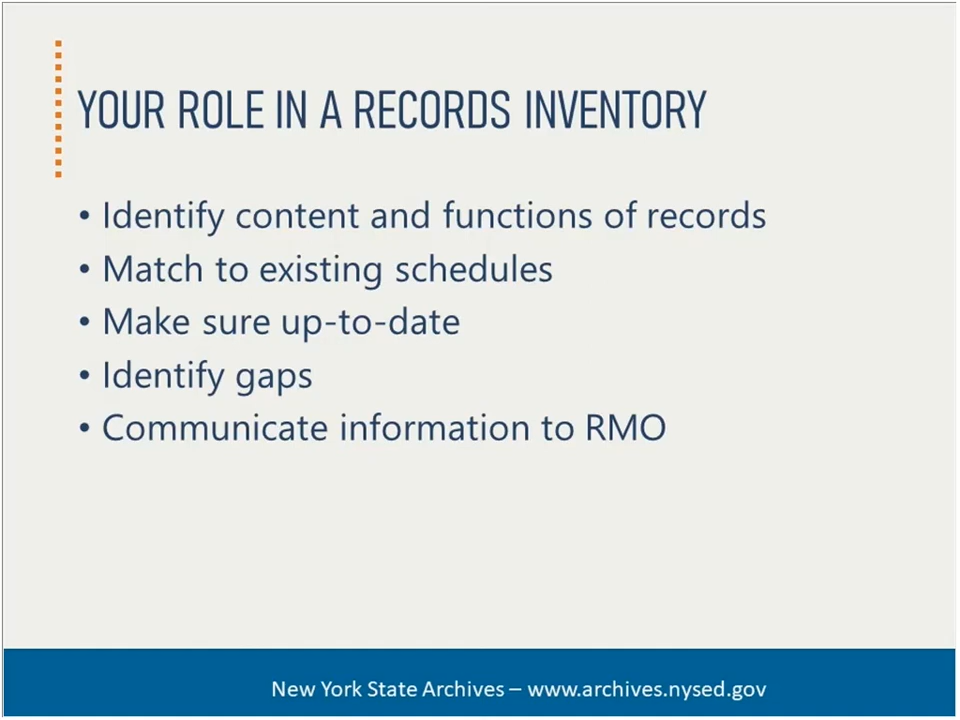 YOUR ROLE IN A RECORDS INVENTORY
• Identify content and functions of records
• Match to existing schedules
• Make sure up-to-date
• Identify gaps
• Communicate information to RMO
New York State Archives – www.archives.nysed.gov